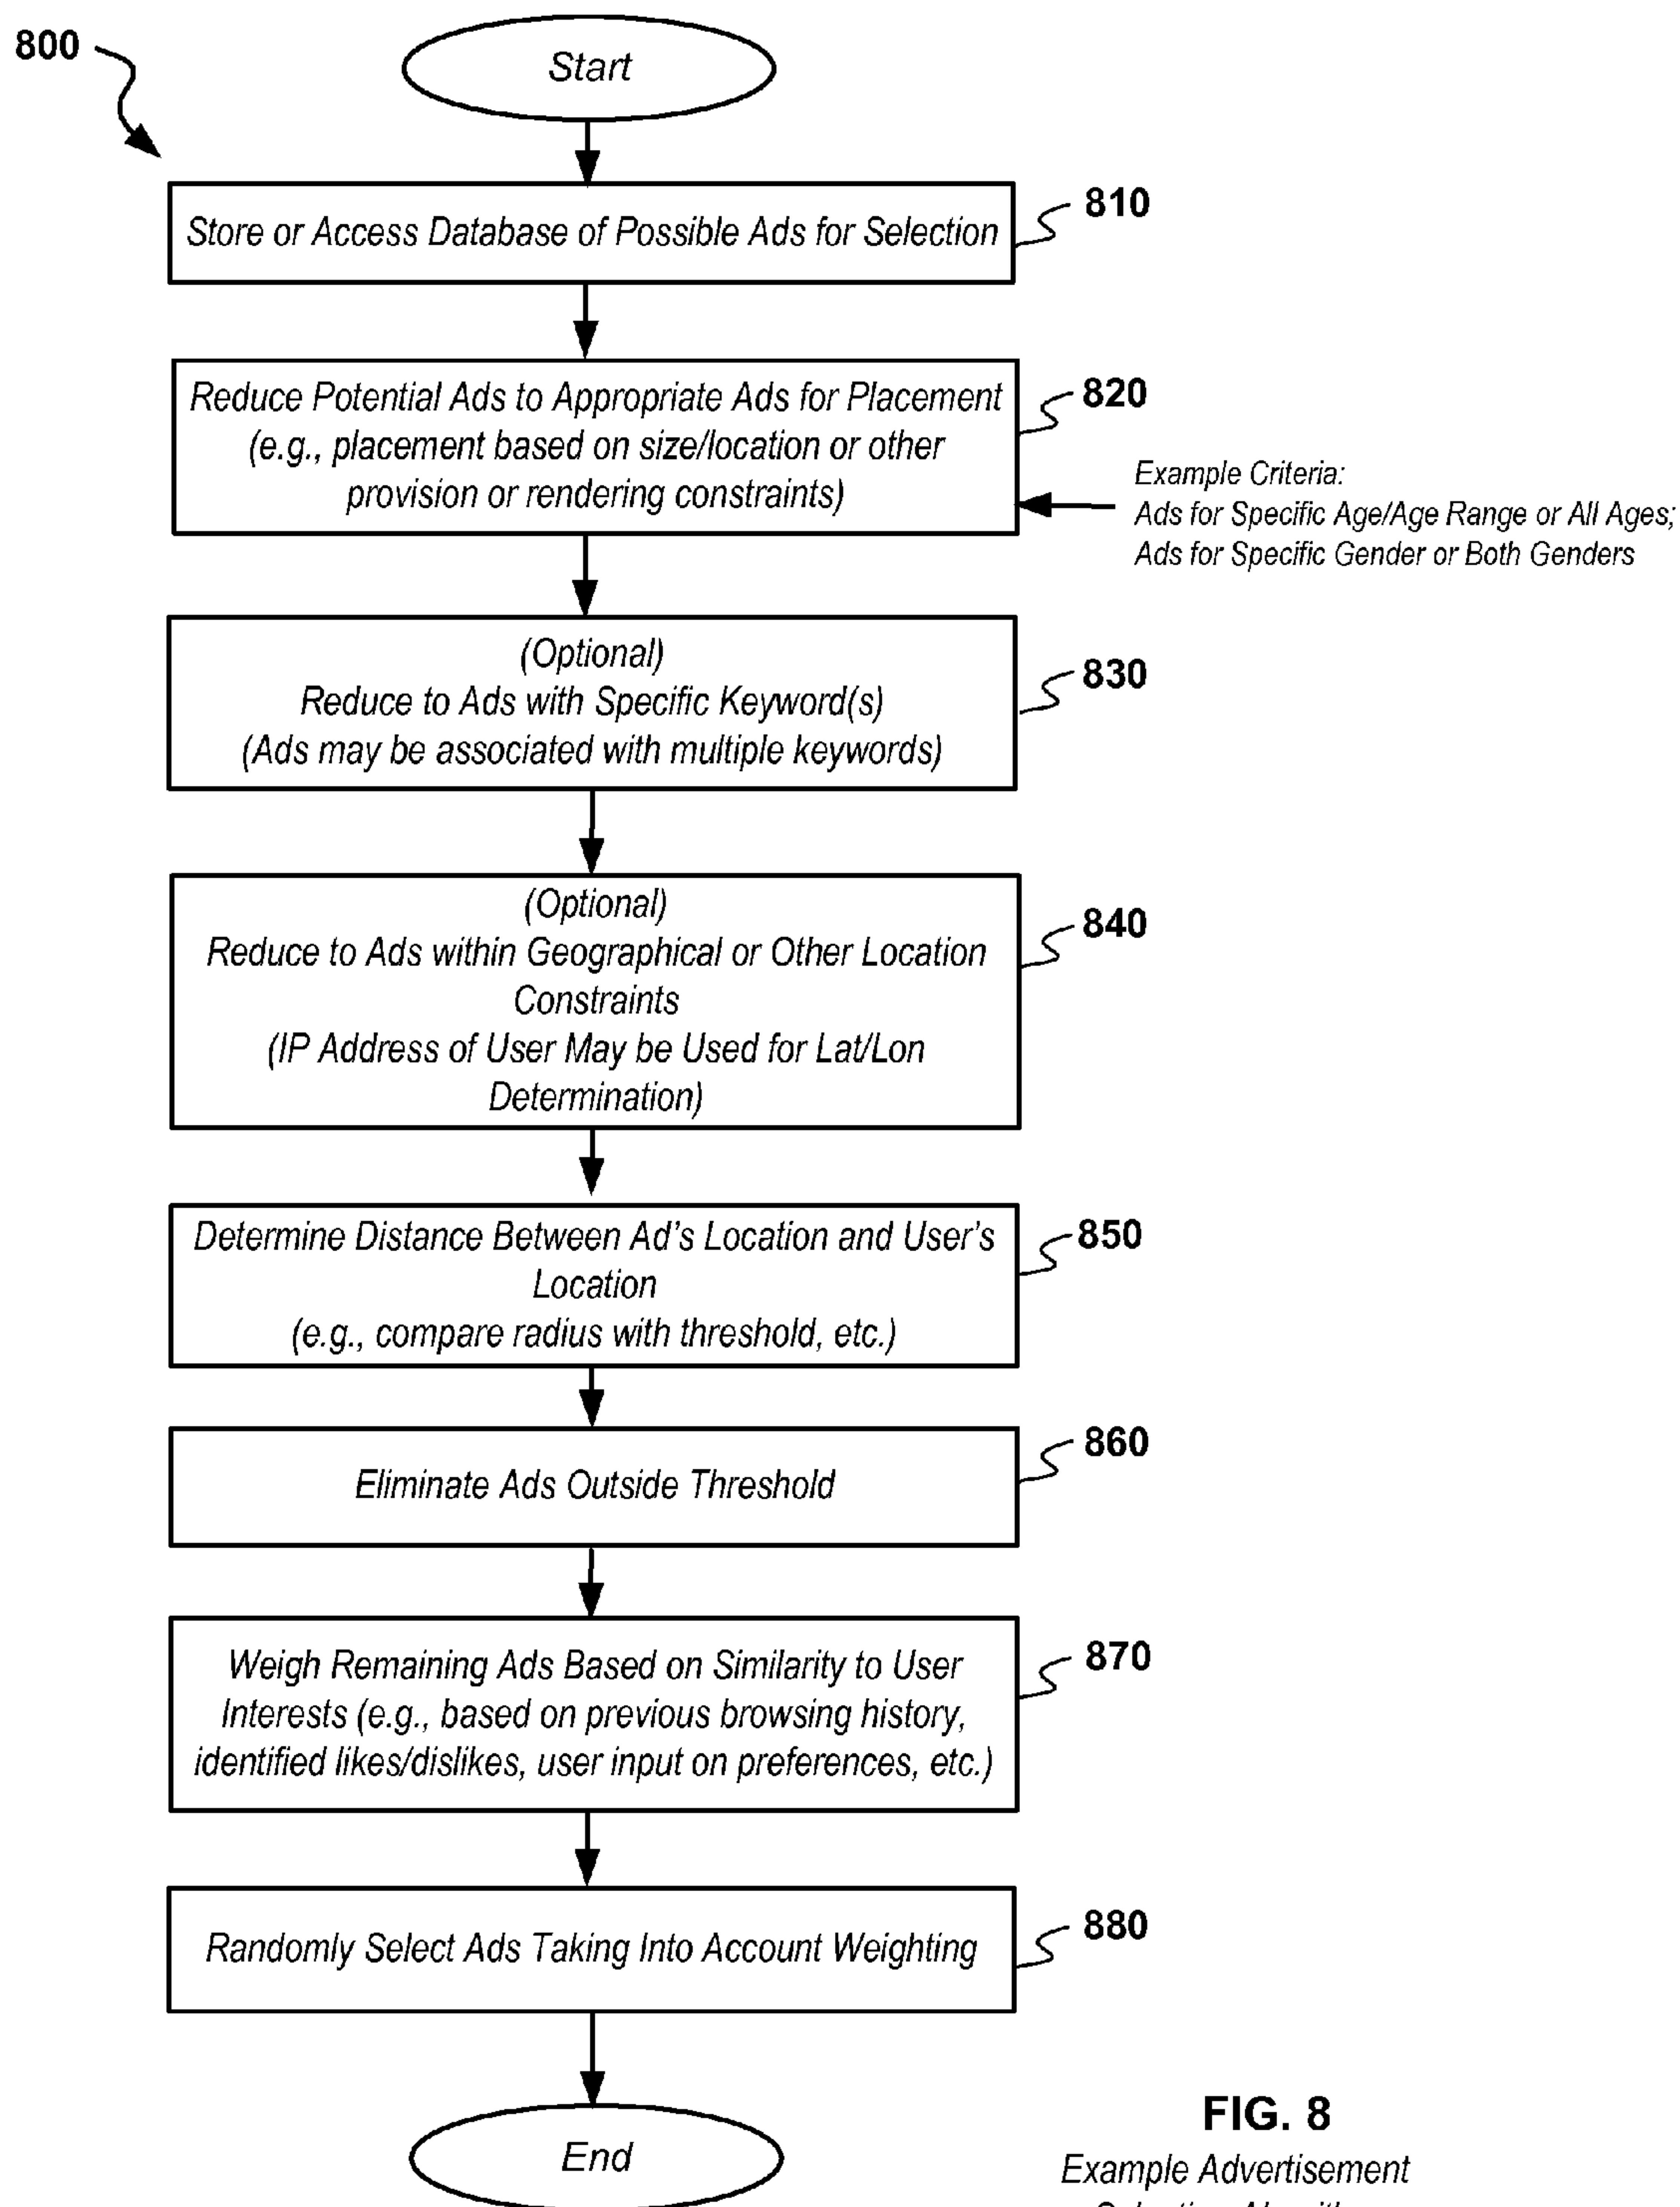 800
Start
Store or Access Database of Possible Ads for Selection
810
Reduce Potential Ads to Appropriate Ads for Placement
(e.g., placement based on size/location or other
provision or rendering constraints)
820
Example Criteria:
Ads for Specific Age/Age Range or All Ages;
Ads for Specific Gender or Both Genders
(Optional)
Reduce to Ads with Specific Keyword(s)
(Ads may be associated with multiple keywords)
830
(Optional)
Reduce to Ads within Geographical or Other Location
Constraints
(IP Address of User May be Used for Lat/Lon
Determination)
840
Determine Distance Between Ad's Location and User's
Location
(e.g., compare radius with threshold, etc.)
850
Eliminate Ads Outside Threshold
860
Weigh Remaining Ads Based on Similarity to User
Interests (e.g., based on previous browsing history,
identified likes/dislikes, user input on preferences, etc.)
870
Randomly Select Ads Taking Into Account Weighting
880
End
FIG. 8
Example Advertisement